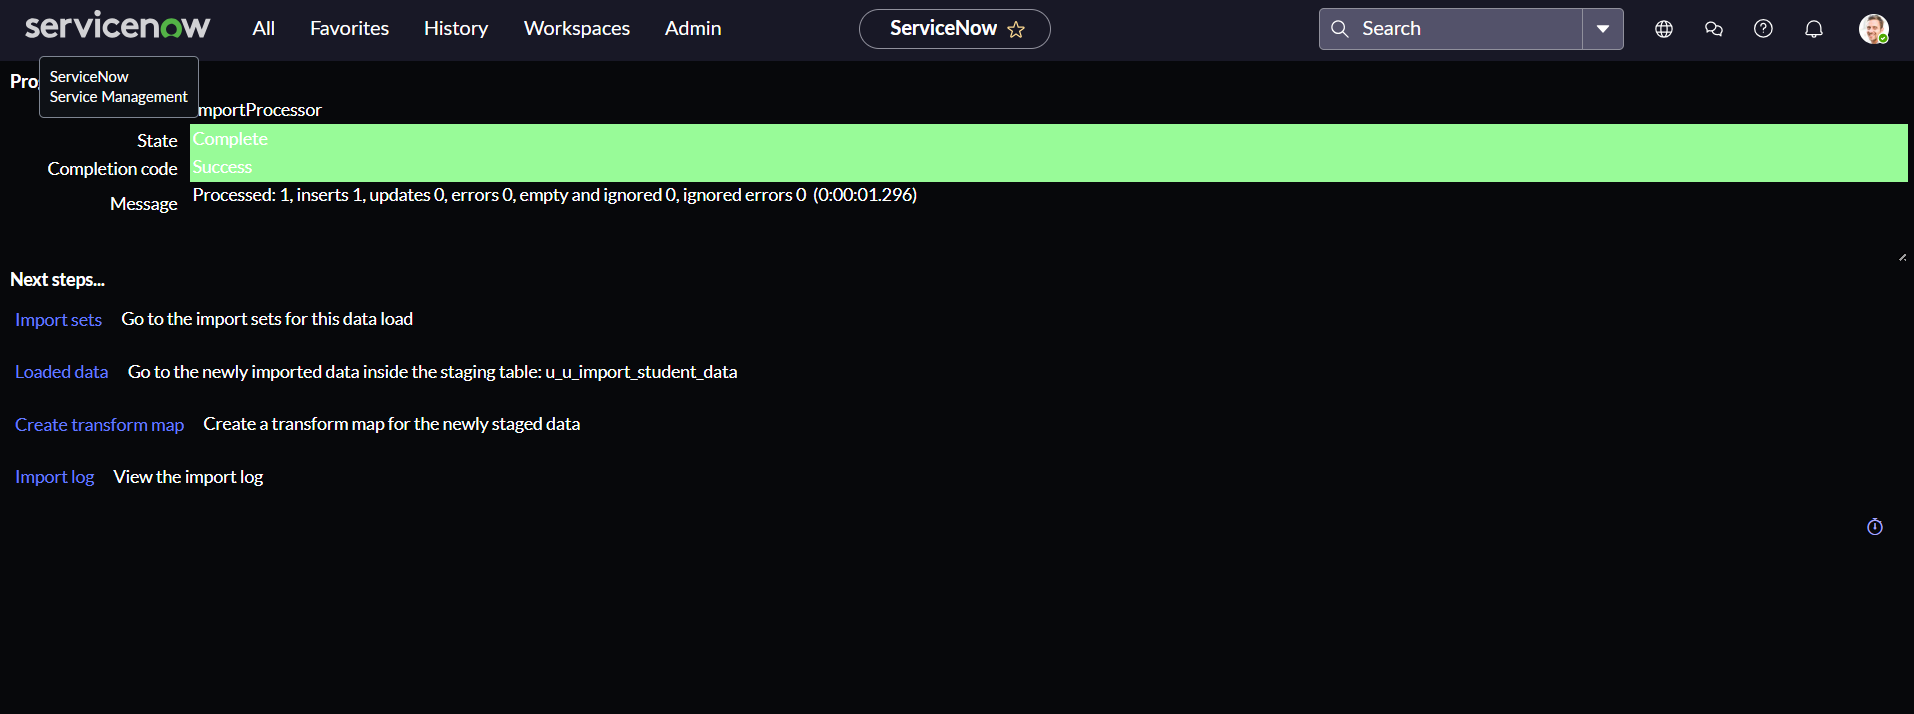 servicenow All Favorites History Workspaces Admin ServiceNow Search
ServiceNow
Service Management
mportProcessor
State Complete
Completion code Success
Message Processed: 1, inserts 1, updates 0, errors 0, empty and ignored 0, ignored errors 0 (0:00:01.296)
Next steps...
Import sets Go to the import sets for this data load
Loaded data Go to the newly imported data inside the staging table: u_u_import_student_data
Create transform map Create a transform map for the newly staged data
Import log View the import log